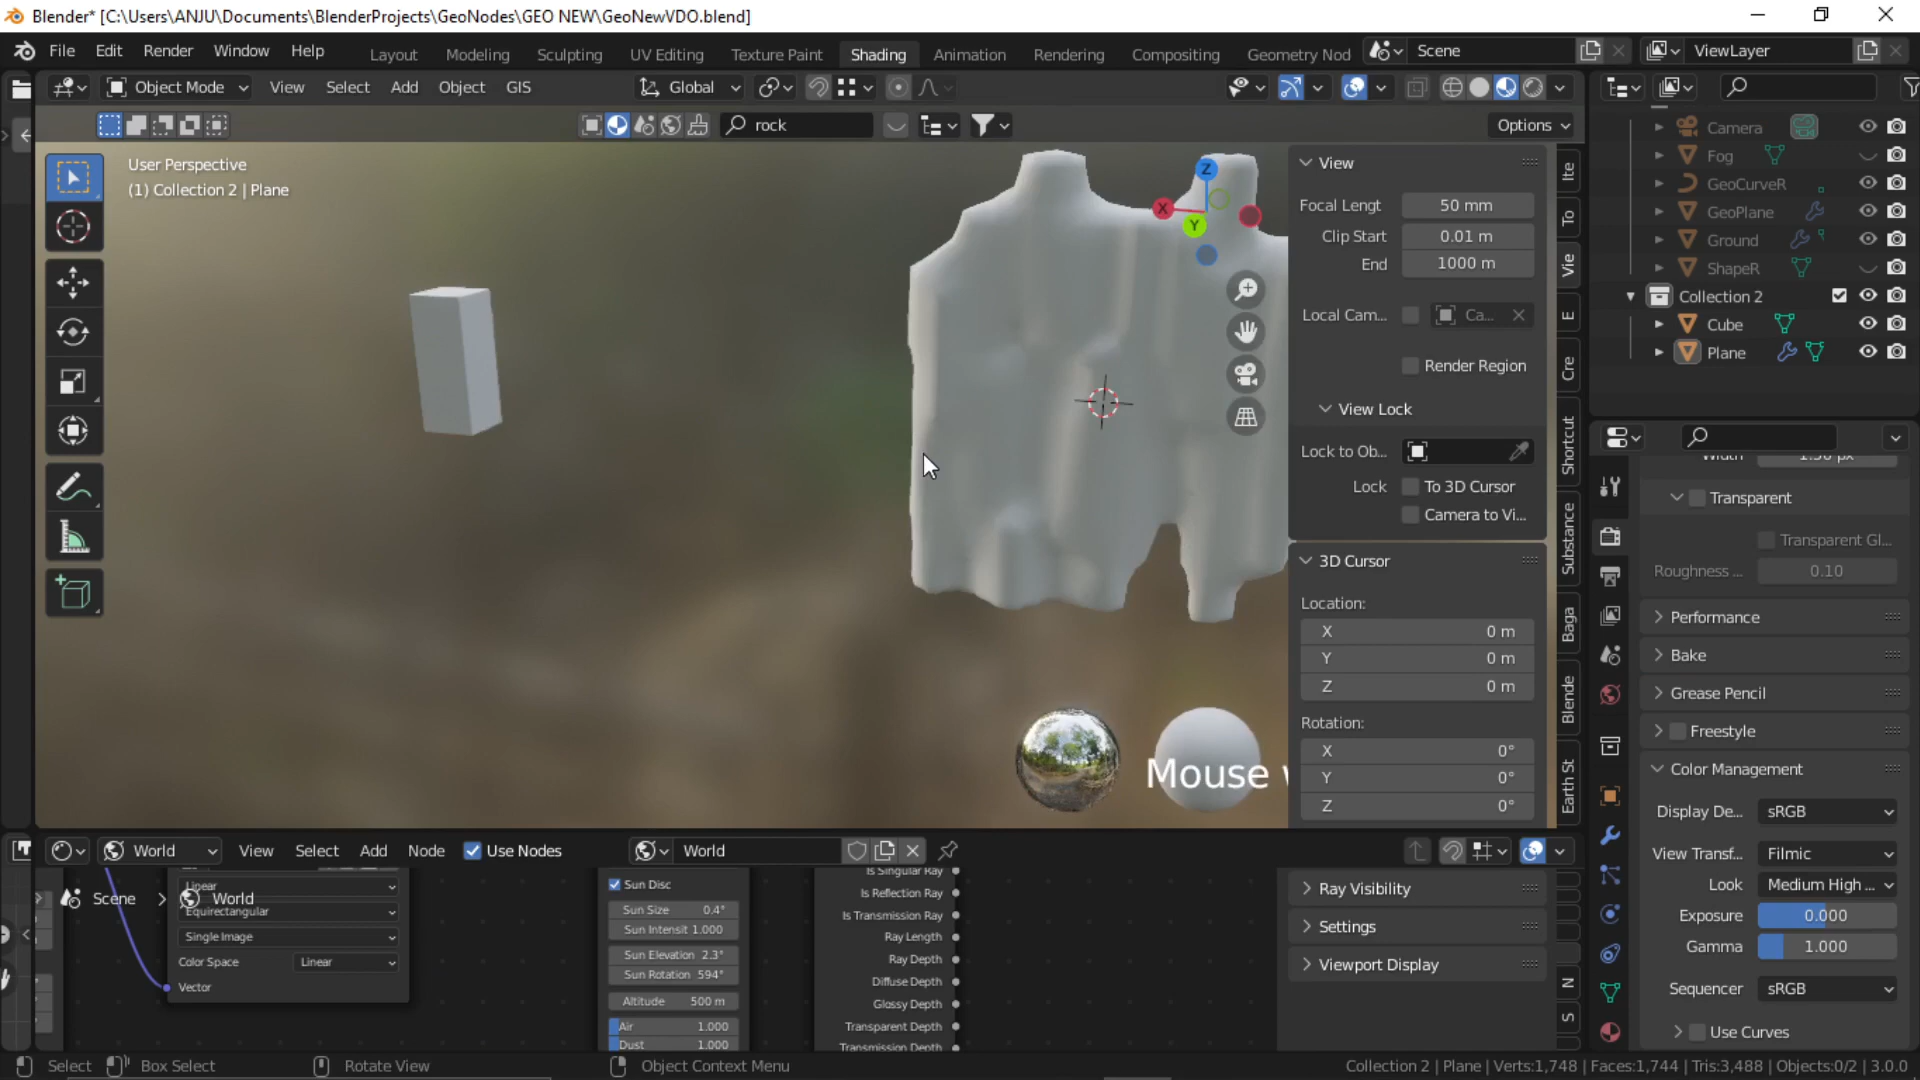 Blender* [C:\Users\ANJU\Documents\BlenderProjects\GeoNodes\GEO NEW\GeoNewVDO.blend]
File Edit Render Window Help
Layout Modeling Sculpting UV Editing Texture Paint Shading Animation Rendering Compositing Geometry Nod
Scene
ViewLayer
Object Mode View Select Add Object GIS
Global
rock
Options
User Perspective
(1) Collection 2 | Plane
X
Y
Z
Mouse
View
Focal Lengt 50 mm
Clip Start 0.01 m
End 1000 m
Local Cam... Ca...
Render Region
View Lock
Lock to Ob...
Lock To 3D Cursor
Camera to Vi...
3D Cursor
Location:
X 0 m
Y 0 m
Z 0 m
Rotation:
X 0°
Y 0°
Z 0°
Ite
To
Vie
E
Cre
Shortcut
Substance
Baga
Blende
Earth St
Camera
Fog
GeoCurveR
GeoPlane
Ground
ShapeR
Collection 2
Cube
Plane
Width 1.50 px
Transparent
Transparent Gl...
Roughness ... 0.10
Performance
Bake
Grease Pencil
Freestyle
Color Management
Display De... sRGB
View Transf... Filmic
Look Medium High ...
Exposure 0.000
Gamma 1.000
Sequencer sRGB
Use Curves
World View Select Add Node Use Nodes World
Scene > World
Linear
Equirectangular
Single Image
Color Space Linear
Vector
Sun Disc
Sun Size 0.4°
Sun Intensit 1.000
Sun Elevation 2.3°
Sun Rotation 594°
Altitude 500 m
Air 1.000
Dust 1.000
Is Singular Ray
Is Reflection Ray
Is Transmission Ray
Ray Length
Ray Depth
Diffuse Depth
Glossy Depth
Transparent Depth
Transmission Depth
Ray Visibility
Settings
Viewport Display
N
S
Select Box Select Rotate View Object Context Menu
Collection 2 | Plane | Verts:1,748 | Faces:1,744 | Tris:3,488 | Objects:0/2 | 3.0.0